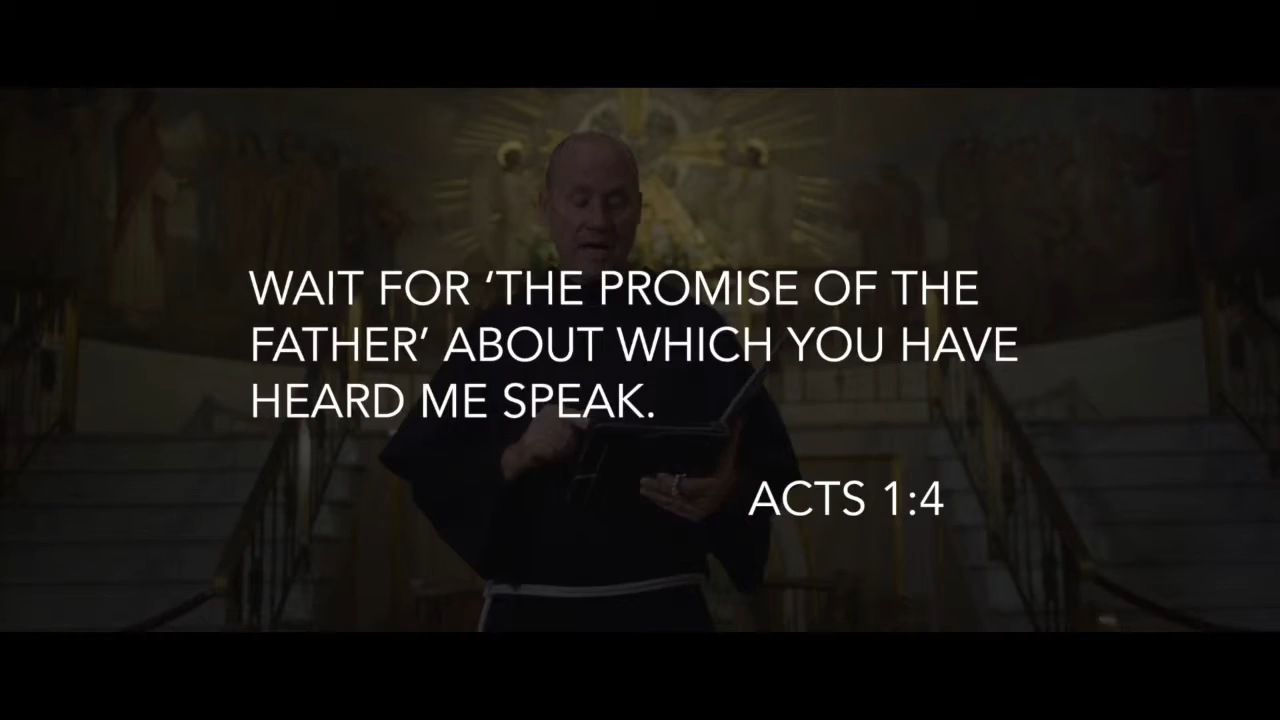 WAIT FOR ‘THE PROMISE OF THE
FATHER’ ABOUT WHICH YOU HAVE
HEARD ME SPEAK.
ACTS 1:4